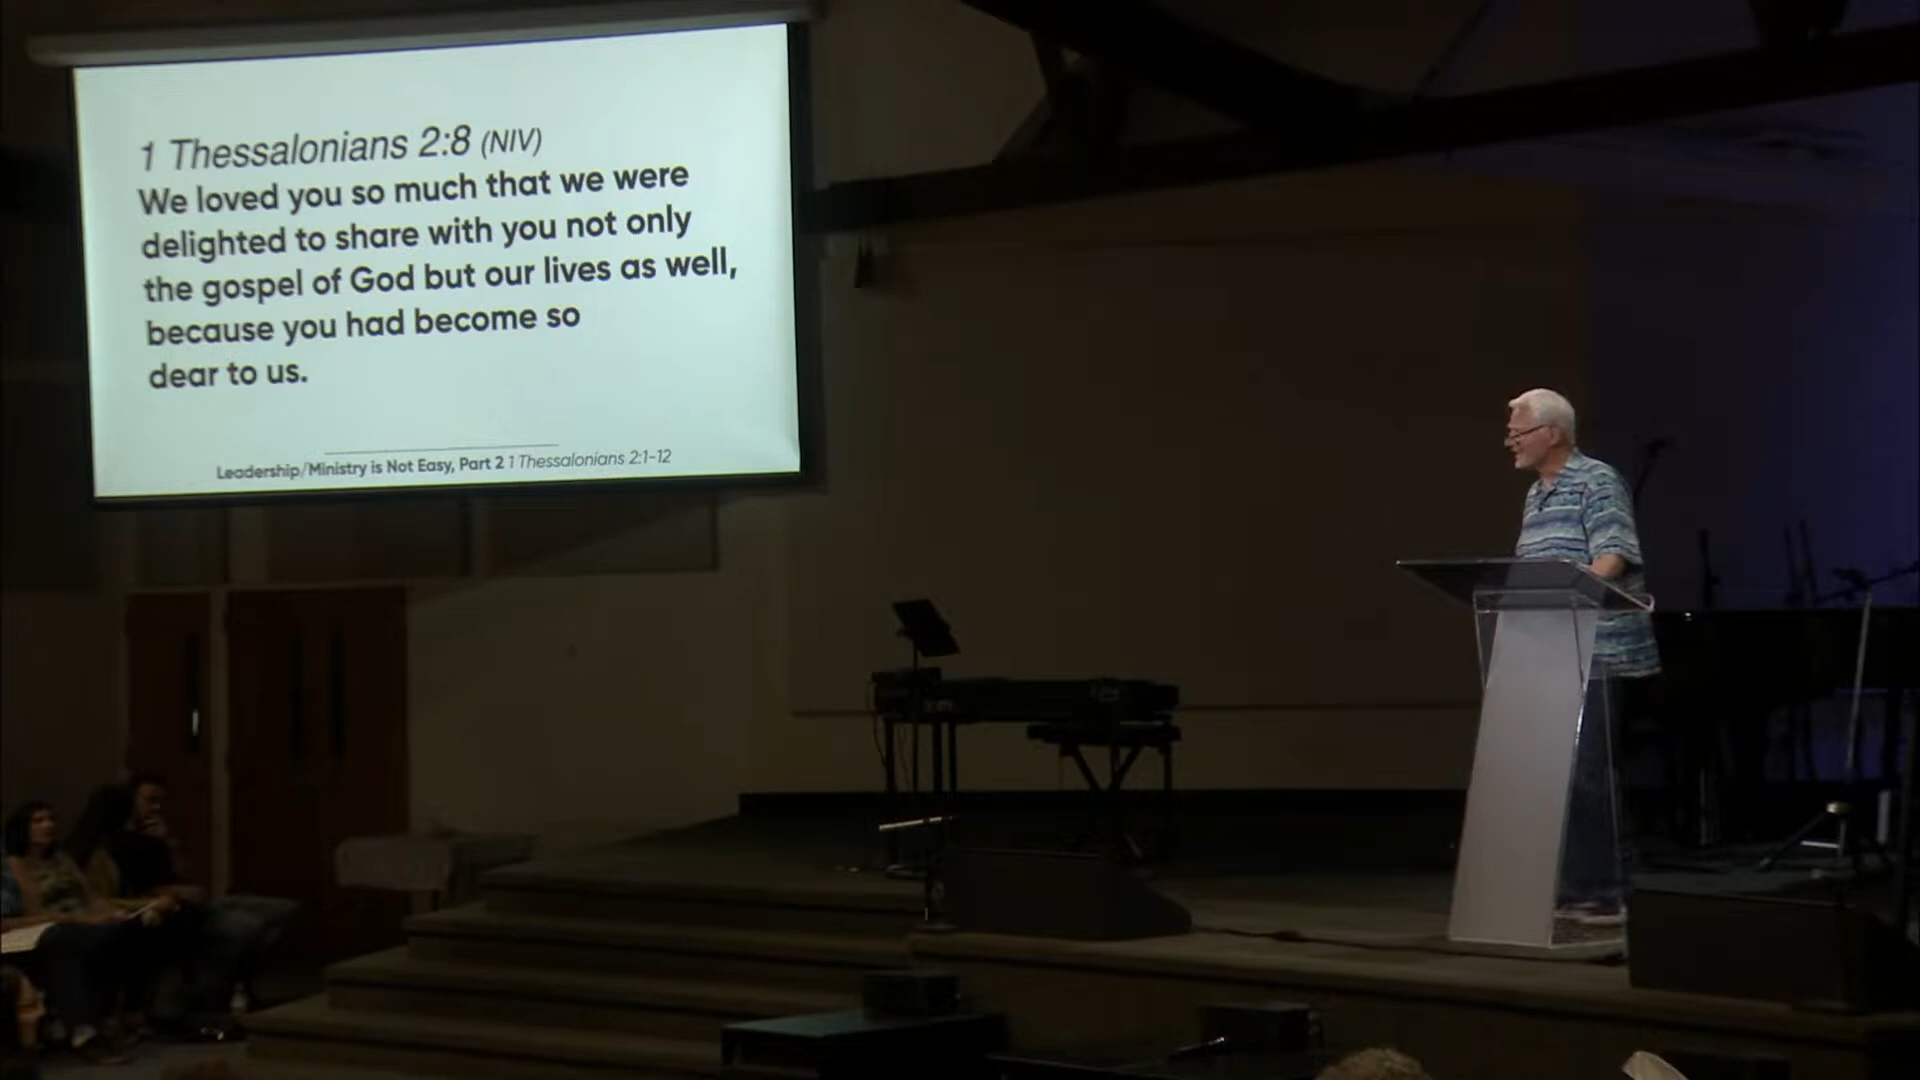 1 Thessalonians 2:8 (NIV)
We loved you so much that we were
delighted to share with you not only
the gospel of God but our lives as well,
because you had become so
dear to us.
Leadership/Ministry is Not Easy, Part 2 1 Thessalonians 2:1-12